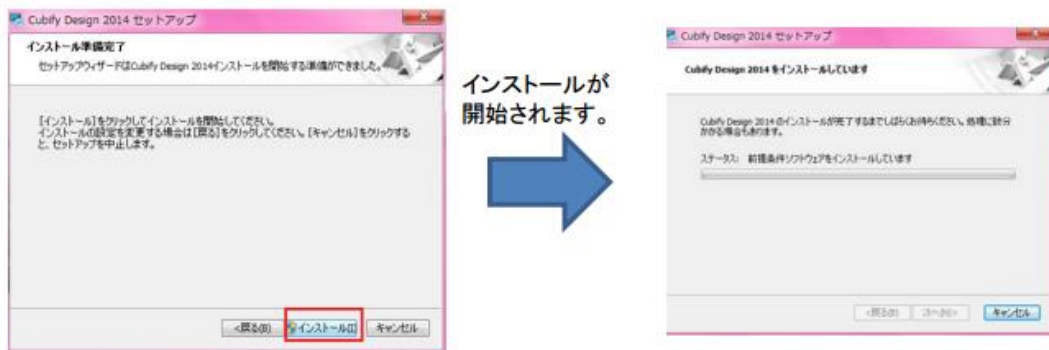 Cubify Design 2014 セットアップ
インストール準備完了
セットアップウィザードはCubify Design 2014インストールを開始する準備ができました。
[インストール]をクリックしてインストールを開始してください。
インストールの設定を変更する場合は[戻る]をクリックしてください。[キャンセル]をクリックする
と、セットアップを中止します。
<戻る(B)
インストール(I)
キャンセル
インストールが
開始されます。
Cubify Design 2014 セットアップ
Cubify Design 2014 をインストールしています
Cubify Design 2014 のインストールが完了するまでしばらくお待ちください。処理に数分
かかる場合もあります。
ステータス: 前提条件ソフトウェアをインストールしています
<戻る(B)
次へ(N)>
キャンセル